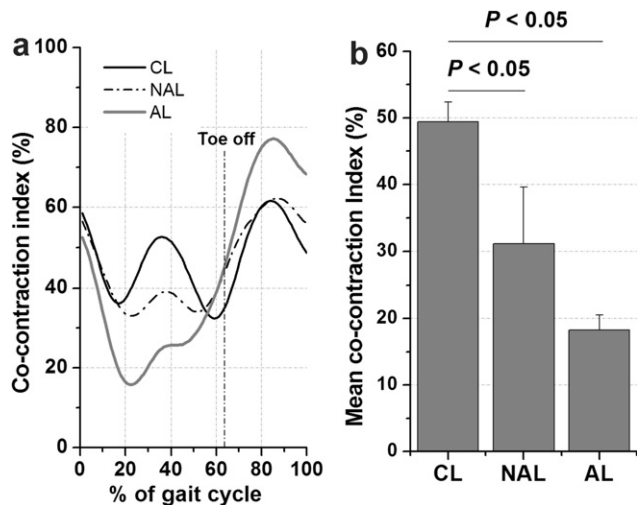 a
CL
NAL
AL
Toe off
Co-contraction index (%)
100
80
60
40
20
0
0 20 40 60 80 100
% of gait cycle
b
P < 0.05
P < 0.05
Mean co-contraction Index (%)
60
50
40
30
20
10
0
CL NAL AL